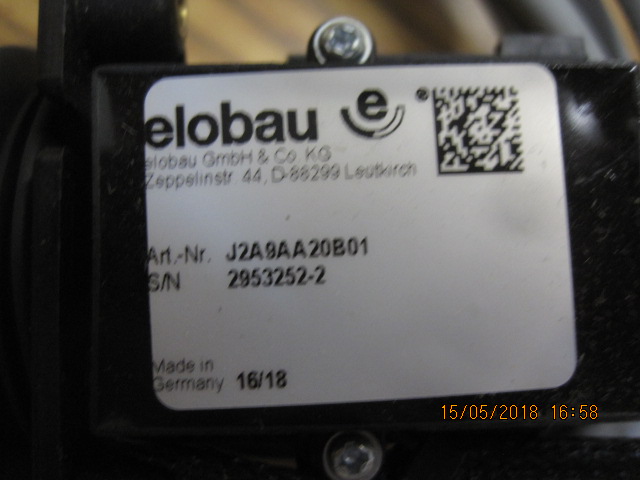 elobau e ®
elobau GmbH & Co. KG
Zeppelinstr. 44, D-88299 Leutkirch
Art.-Nr. J2A9AA20B01
S/N 2953252-2
Made in
Germany 16/18
15/05/2018 16:58